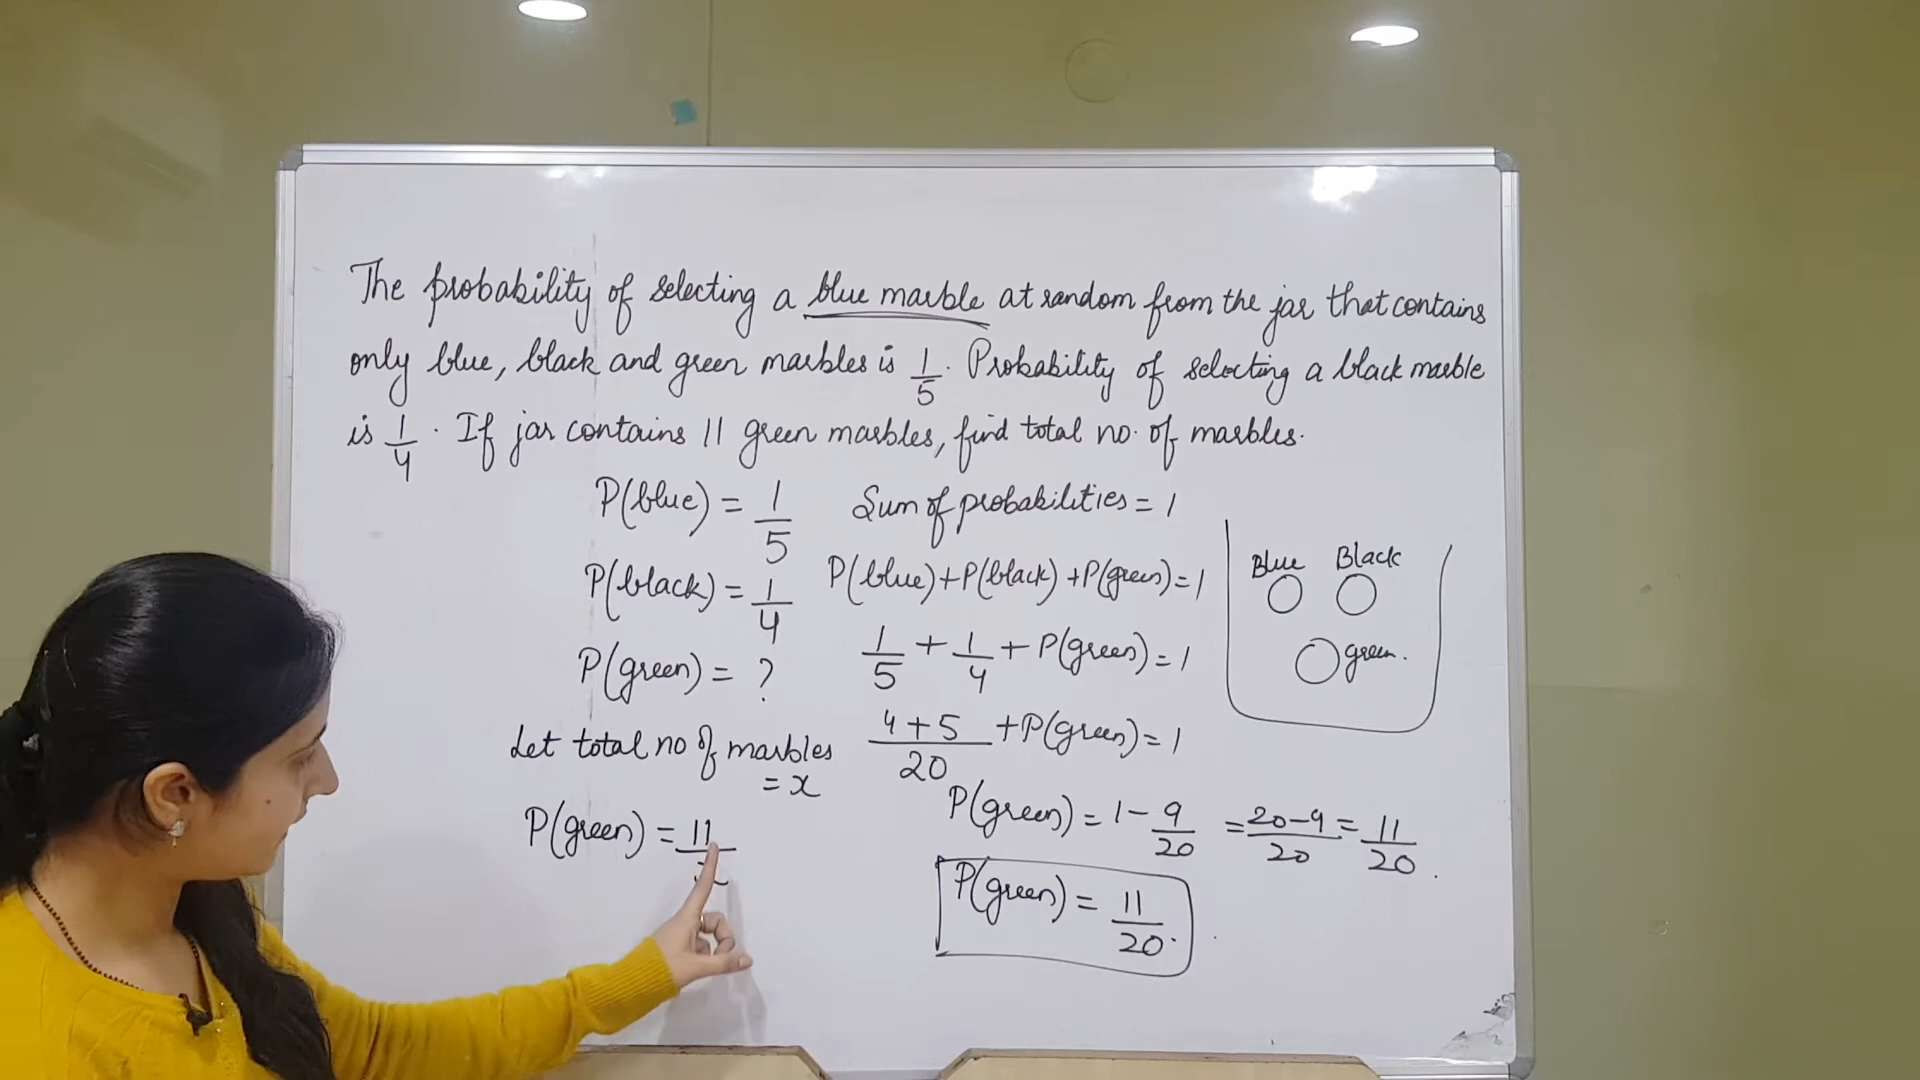 The probability of selecting a blue marble at random from the jar that contains
only blue, black and green marbles is 1/5. Probability of selecting a black marble
is 1/4. If jar contains 11 green marbles, find total no. of marbles.
P(blue) = 1/5
P(black) = 1/4
P(green) = ?
Let total no of marbles
= x
P(green) = 11/
Sum of probabilities = 1
P(blue) + P(black) + P(green) = 1
1/5 + 1/4 + P(green) = 1
4+5/20 + P(green) = 1
P(green) = 1 - 9/20 = 20-9/20 = 11/20.
P(green) = 11/20.
Blue Black
green.